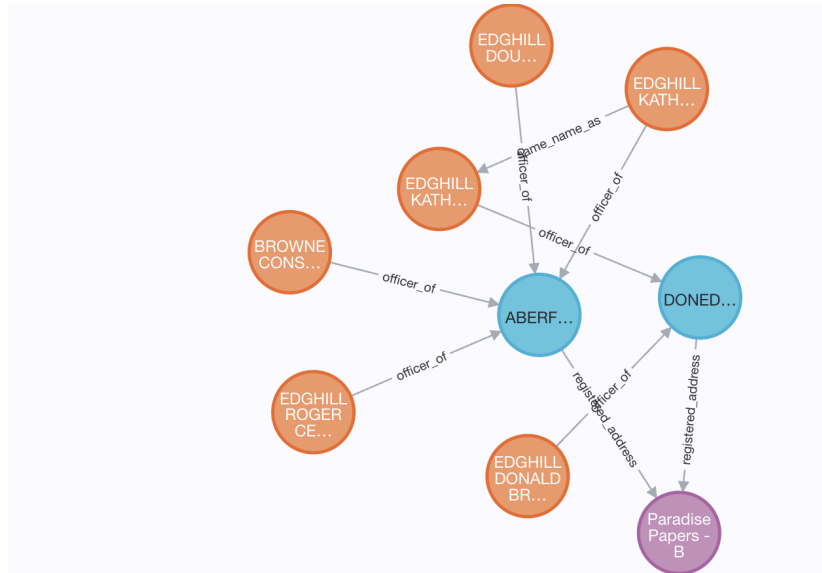 EDGHILL
DOU...
EDGHILL
KATH...
same_name_as
officer_of
EDGHILL
KATH...
officer_of
officer_of
BROWNE
CONS...
officer_of
ABERF...
DONED...
officer_of
EDGHILL
ROGER
CE...
registered_address
officer_of
registered_address
EDGHILL
DONALD
BR...
Paradise
Papers -
B